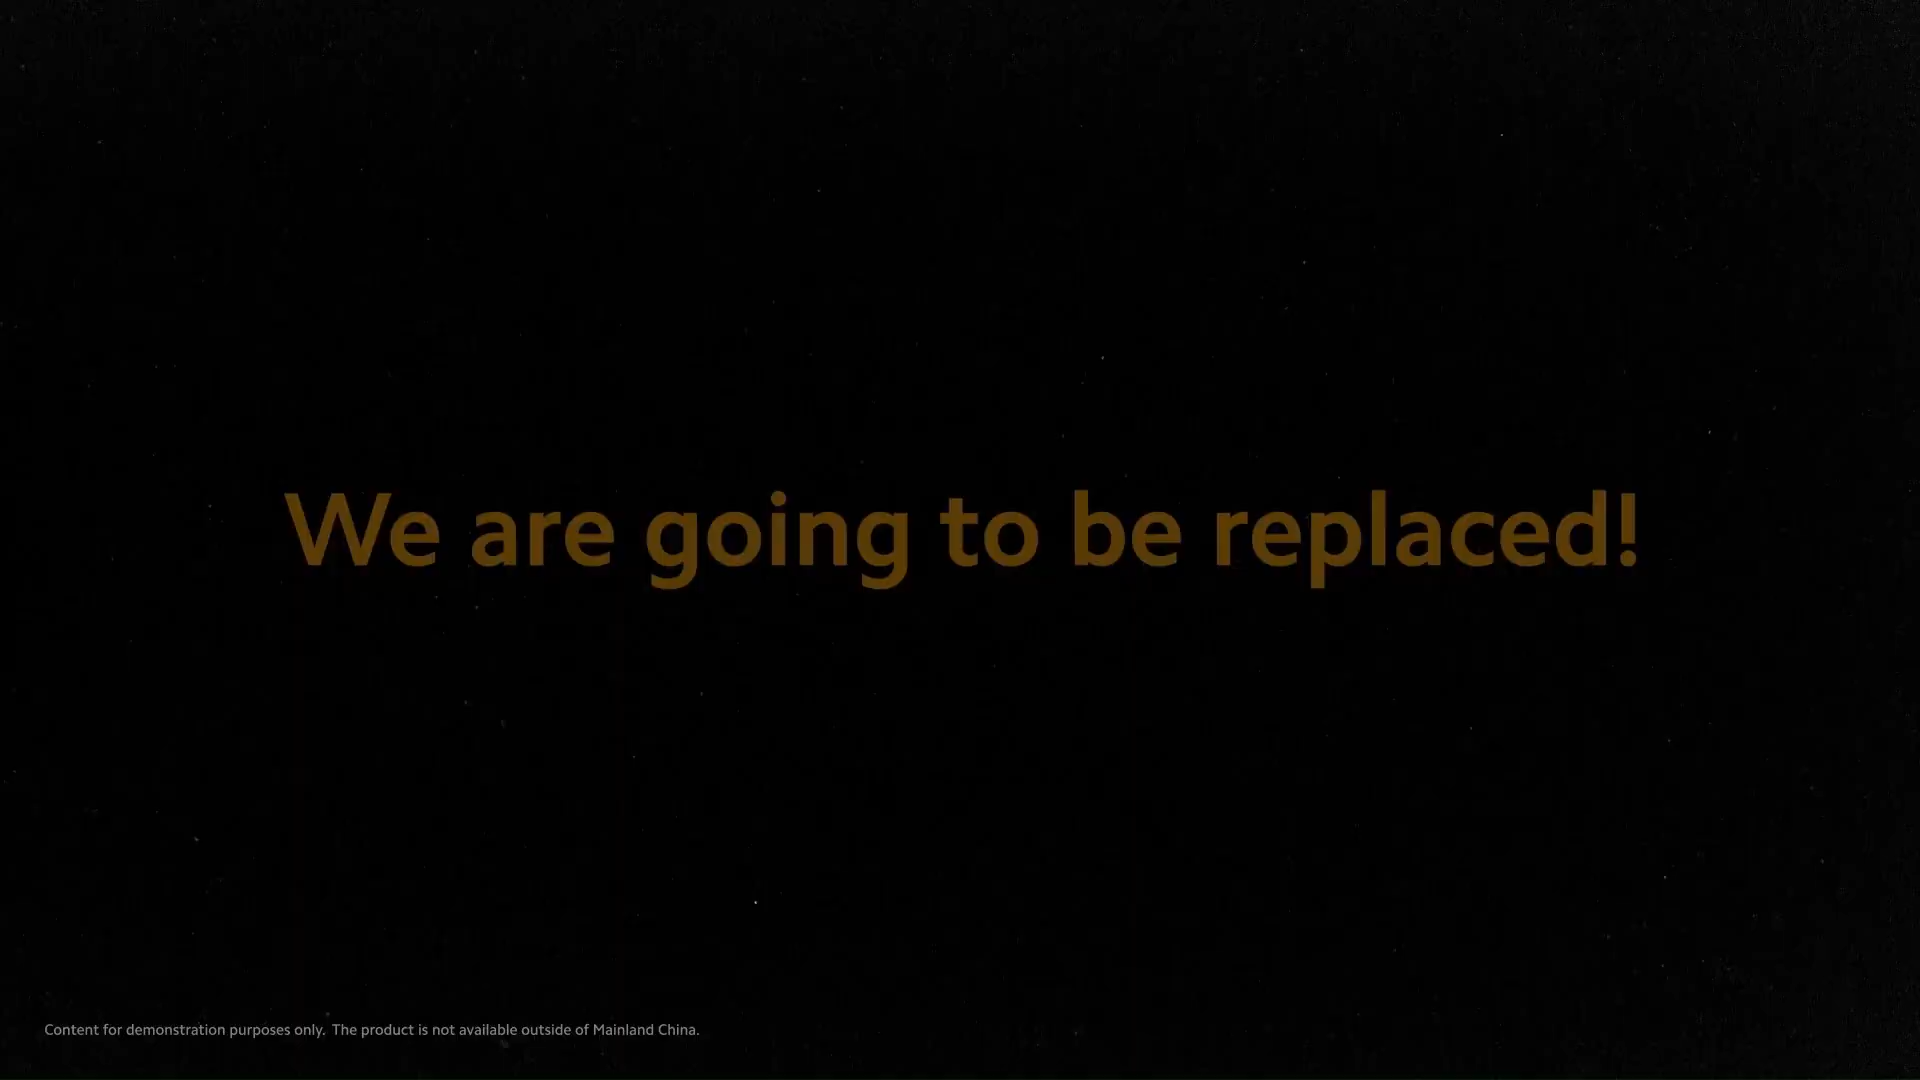 We are going to be replaced!
Content for demonstration purposes only. The product is not available outside of Mainland China.